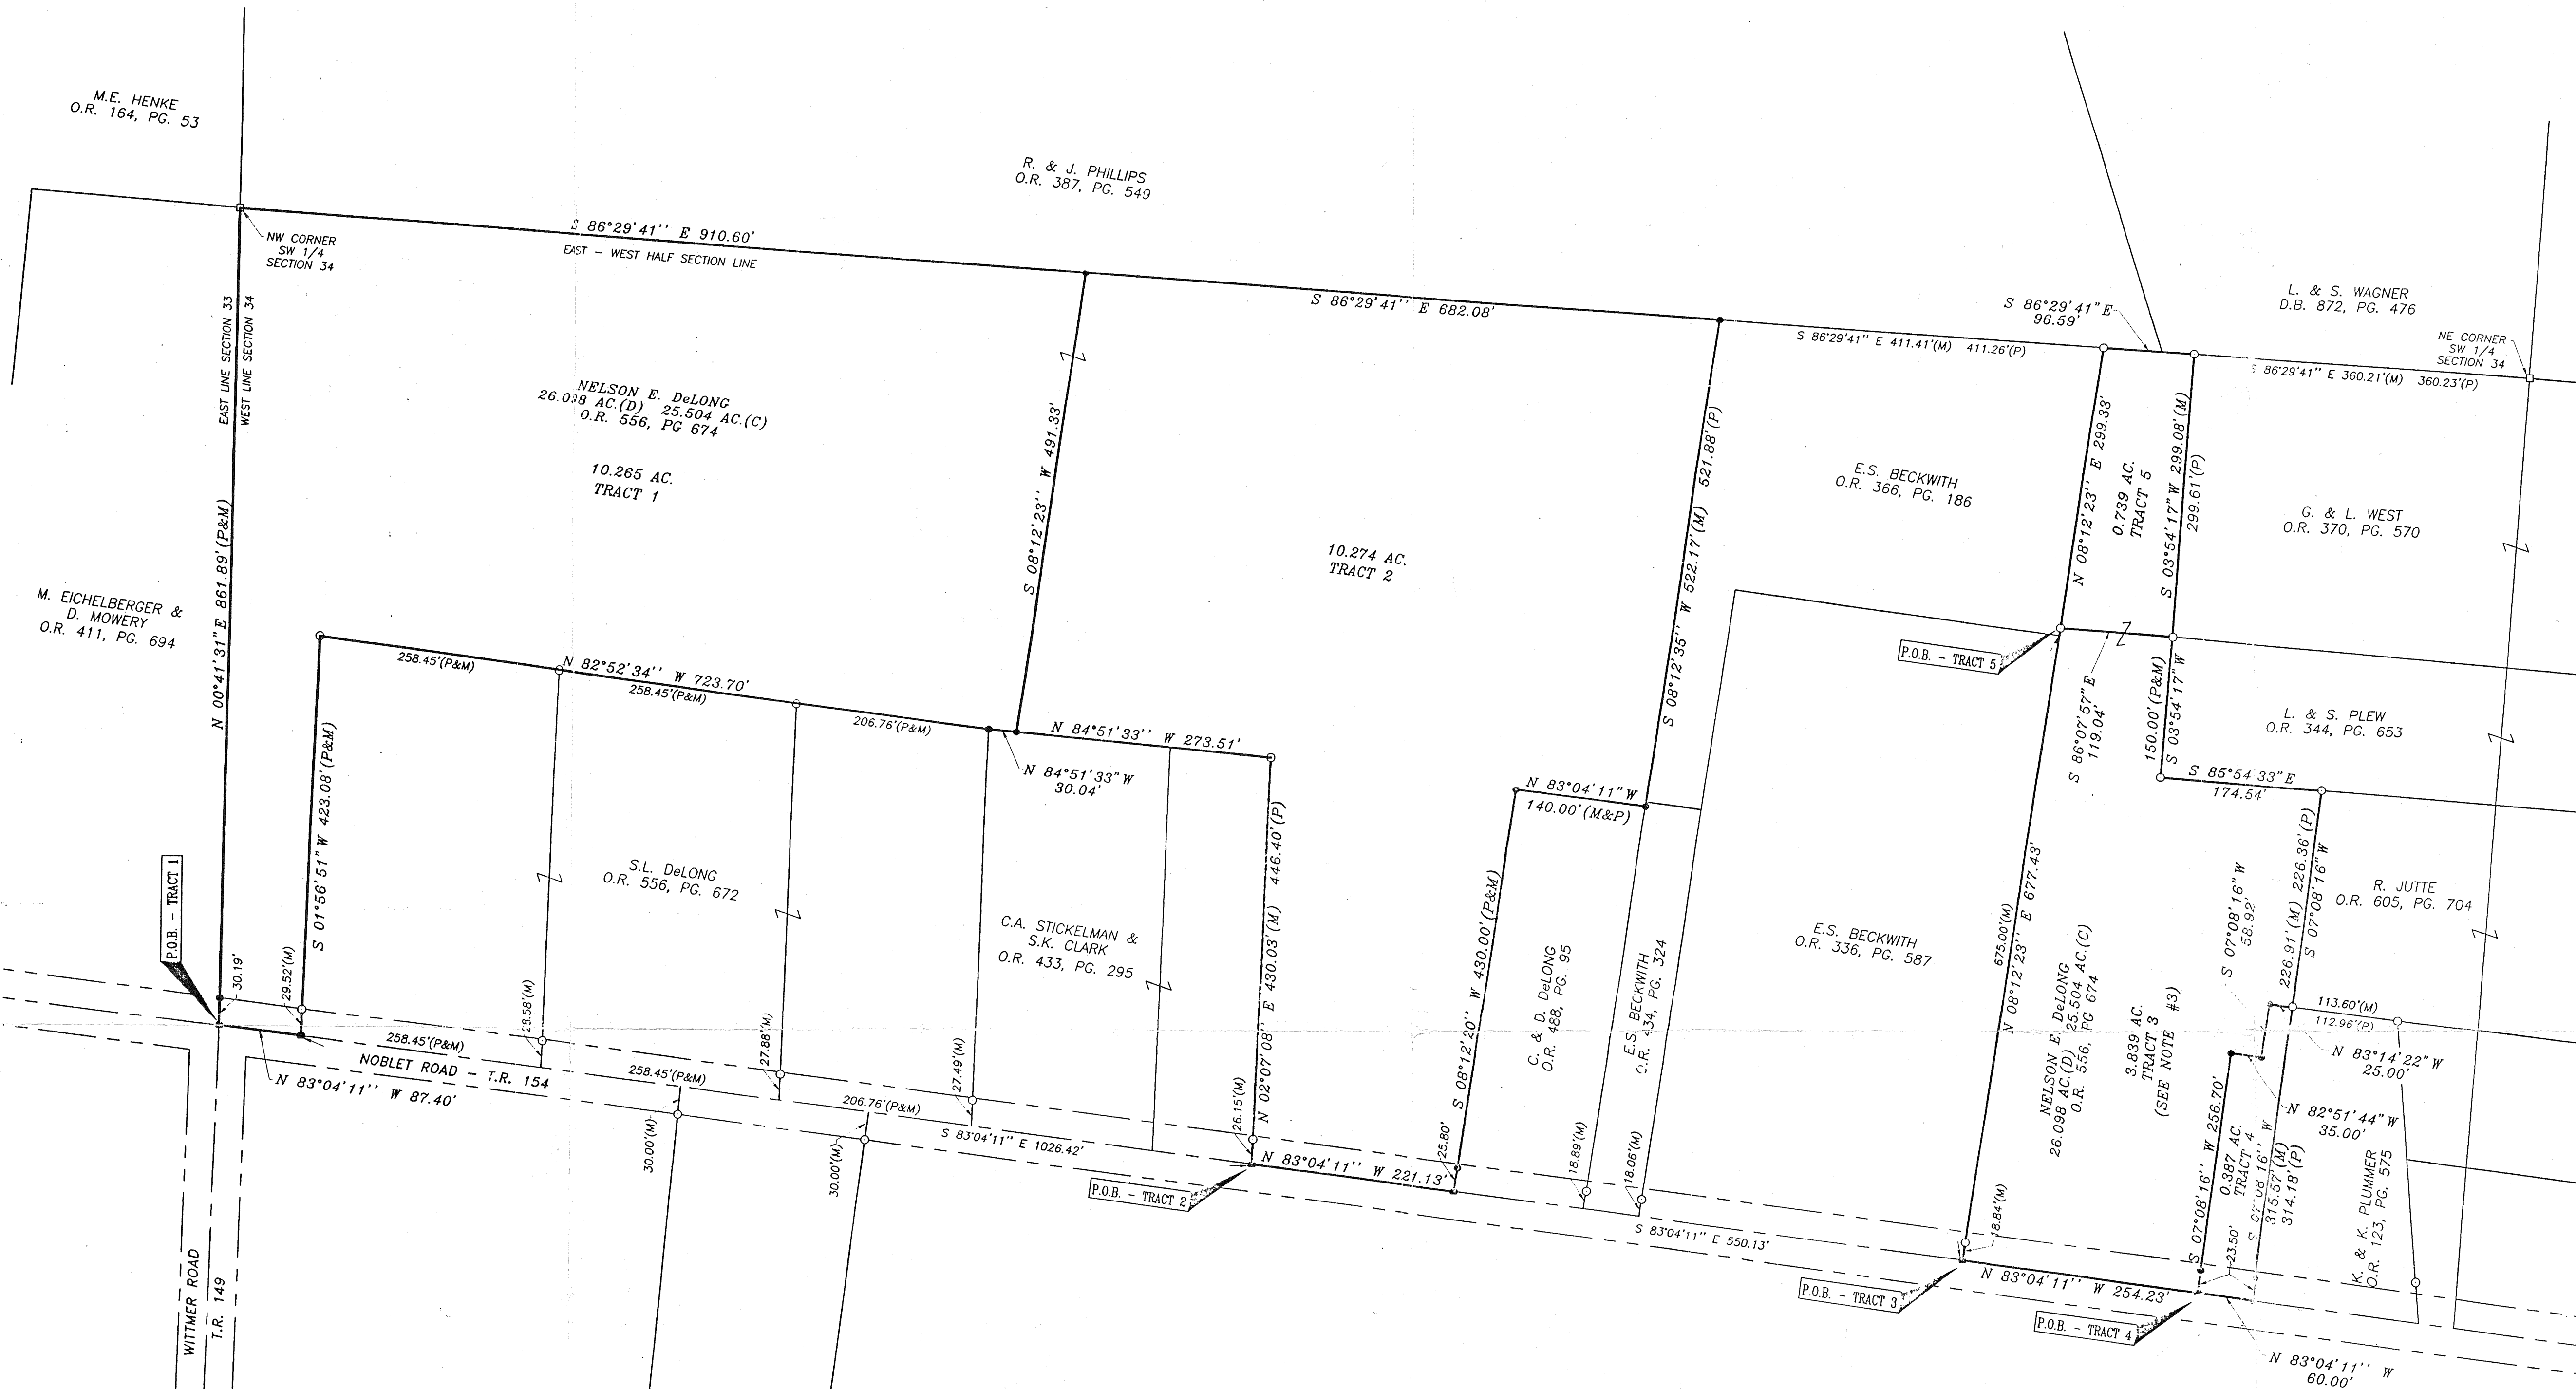 M.E. HENKE
O.R. 164, PG. 53
R. & J. PHILLIPS
O.R. 387, PG. 549
S 86°29'41'' E 910.60'
EAST - WEST HALF SECTION LINE
NW CORNER
SW 1/4
SECTION 34
EAST LINE SECTION 33
WEST LINE SECTION 34
S 86°29'41'' E 682.08'
S 86°29'41'' E 411.41'(M) 411.26'(P)
S 86°29'41"E
96.59'
L. & S. WAGNER
D.B. 872, PG. 476
NE CORNER
SW 1/4
SECTION 34
S 86°29'41'' E 360.21'(M) 360.23'(P)
NELSON E. DeLONG
26.098 AC.(D) 25.504 AC.(C)
O.R. 556, PG 674
10.265 AC.
TRACT 1
S 08°12'23'' W 491.33'
10.274 AC.
TRACT 2
S 08°12'35'' W 522.17'(M) 521.88'(P)
E.S. BECKWITH
O.R. 366, PG. 186
N 08°12'23'' E 299.33'
0.739 AC.
TRACT 5
S 03°54'17"W 299.08'(M)
299.61'(P)
G. & L. WEST
O.R. 370, PG. 570
M. EICHELBERGER &
D. MOWERY
O.R. 411, PG. 694
N 00°41'31"E 861.89'(P&M)
258.45'(P&M)
N 82°52'34'' W 723.70'
258.45'(P&M)
206.76'(P&M)
N 84°51'33'' W 273.51'
N 84°51'33"W
30.04'
P.O.B. - TRACT 5
S 86°07'57"E
119.04'
150.00'(P&M)
S 03°54'17"W
L. & S. PLEW
O.R. 344, PG. 653
S 85°54'33"E
174.54'
N 83°04'11"W
140.00'(M&P)
S 01°56'51"W 423.08'(P&M)
S.L. DeLONG
O.R. 556, PG. 672
C.A. STICKELMAN &
S.K. CLARK
O.R. 433, PG. 295
N 02°07'08'' E 430.03'(M) 446.40'(P)
S 08°12'20'' W 430.00'(P&M)
C. & D. DeLONG
O.R. 488, PG. 95
E.S. BECKWITH
O.R. 434, PG. 324
E.S. BECKWITH
O.R. 336, PG. 587
675.00'(M)
N 08°12'23'' E 677.43'
NELSON E. DeLONG
26.098 AC.(D) 25.504 AC.(C)
O.R. 556, PG 674
3.839 AC.
TRACT 3
(SEE NOTE #3)
S 07°08'16"W
58.92'
226.91'(M) 226.36'(P)
S 07°08'16"W
R. JUTTE
O.R. 605, PG. 704
113.60'(M)
112.96'(P)
N 83°14'22"W
25.00'
N 82°51'44"W
35.00'
S 07°08'16'' W 256.70'
0.387 AC.
TRACT 4
23.50'
S 07°08'16'' W
315.57'(M)
314.18'(P)
K. & K. PLUMMER
O.R. 123, PG. 575
P.O.B. - TRACT 1
30.19'
29.52'(M)
28.58'(M)
27.88'(M)
27.49'(M)
26.15'(M)
25.80'
18.89'(M)
18.06'(M)
18.84'(M)
258.45'(P&M)
NOBLET ROAD - T.R. 154
N 83°04'11'' W 87.40'
258.45'(P&M)
206.76'(P&M)
S 83°04'11'' E 1026.42'
30.00'(M)
30.00'(M)
N 83°04'11'' W 221.13'
P.O.B. - TRACT 2
S 83°04'11'' E 550.13'
P.O.B. - TRACT 3
N 83°04'11'' W 254.23'
P.O.B. - TRACT 4
N 83°04'11'' W
60.00'
WITTMER ROAD
T.R. 149